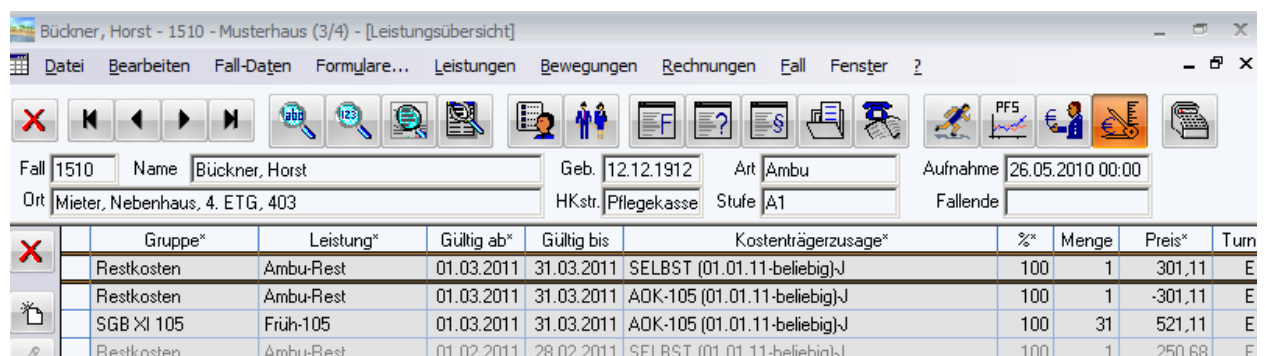 Bückner, Horst - 1510 - Musterhaus (3/4) - [Leistungsübersicht]
Datei Bearbeiten Fall-Daten Formulare... Leistungen Bewegungen Rechnungen Fall Fenster ?
abc 123 F ? § PFS € €
Fall 1510 Name Bückner, Horst Geb. 12.12.1912 Art Ambu Aufnahme 26.05.2010 00:00
Ort Mieter, Nebenhaus, 4. ETG, 403 HKstr. Pflegekasse Stufe A1 Fallende
Gruppe* Leistung* Gültig ab* Gültig bis Kostenträgerzusage* %* Menge Preis* Turn
Restkosten Ambu-Rest 01.03.2011 31.03.2011 SELBST (01.01.11-beliebig)-J 100 1 301,11 E
Restkosten Ambu-Rest 01.03.2011 31.03.2011 AOK-105 (01.01.11-beliebig)-J 100 1 -301,11 E
SGB XI 105 Früh-105 01.03.2011 31.03.2011 AOK-105 (01.01.11-beliebig)-J 100 31 521,11 E
Restkosten Ambu-Rest 01.02.2011 28.02.2011 SELBST (01.01.11-beliebig)-J 100 1 250,68 E